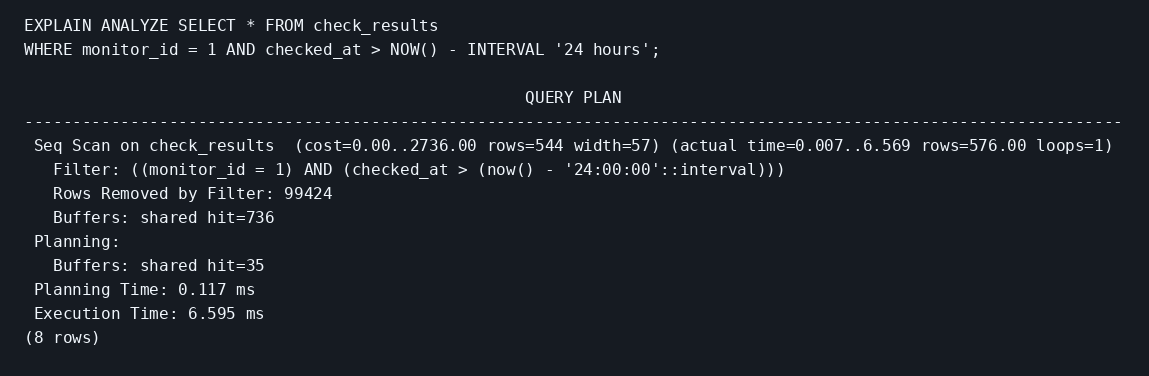 EXPLAIN ANALYZE SELECT * FROM check_results
WHERE monitor_id = 1 AND checked_at > NOW() - INTERVAL '24 hours';
QUERY PLAN
------------------------------------------------------------------------------------------------------------------
Seq Scan on check_results  (cost=0.00..2736.00 rows=544 width=57) (actual time=0.007..6.569 rows=576.00 loops=1)
Filter: ((monitor_id = 1) AND (checked_at > (now() - '24:00:00'::interval)))
Rows Removed by Filter: 99424
Buffers: shared hit=736
Planning:
Buffers: shared hit=35
Planning Time: 0.117 ms
Execution Time: 6.595 ms
(8 rows)